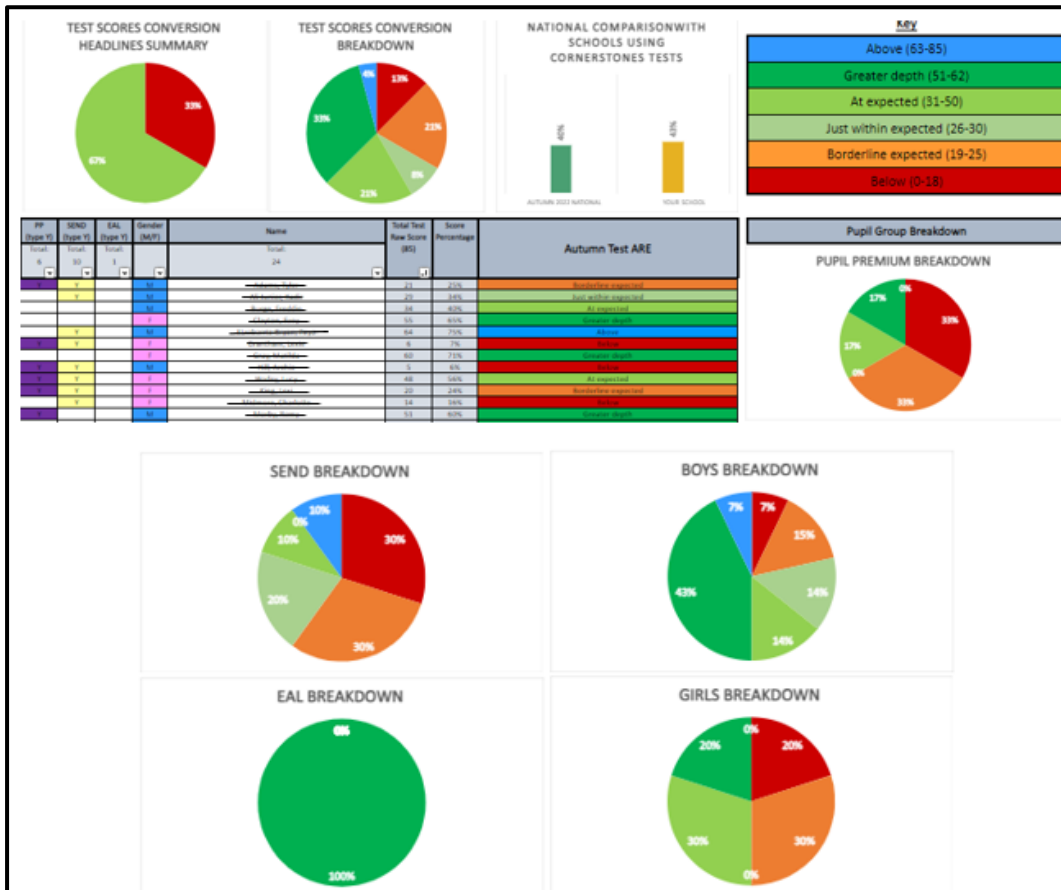 TEST SCORES CONVERSION
HEADLINES SUMMARY
33%
67%
TEST SCORES CONVERSION
BREAKDOWN
4%
13%
33%
21%
8%
21%
NATIONAL COMPARISONWITH
SCHOOLS USING
CORNERSTONES TESTS
40%
43%
AUTUMN 2022 NATIONAL
YOUR SCHOOL
Key
Above (63-85)
Greater depth (51-62)
At expected (31-50)
Just within expected (26-30)
Borderline expected (19-25)
Below (0-18)
PP (type Y) SEND (type Y) EAL (type Y) Gender (M/F) Name Total Test Raw Score (85) Score Percentage Autumn Test ARE
Total: Total: Total: Total:
6 10 1 24
Y Y M 21 25% Borderline expected
Y M 29 34% Just within expected
M 34 40% At expected
F 55 65% Greater depth
Y M 64 75% Above
Y Y F 6 7% Below
F 60 71% Greater depth
Y Y M 5 6% Below
Y Y F 48 56% At expected
Y Y F 20 24% Borderline expected
Y F 14 16% Below
Y M 51 60% Greater depth
Pupil Group Breakdown
PUPIL PREMIUM BREAKDOWN
17%
0%
33%
17%
0%
33%
SEND BREAKDOWN
10%
0%
10%
30%
20%
30%
BOYS BREAKDOWN
7%
7%
15%
43%
14%
14%
EAL BREAKDOWN
0%
100%
GIRLS BREAKDOWN
0%
20%
20%
30%
30%
0%